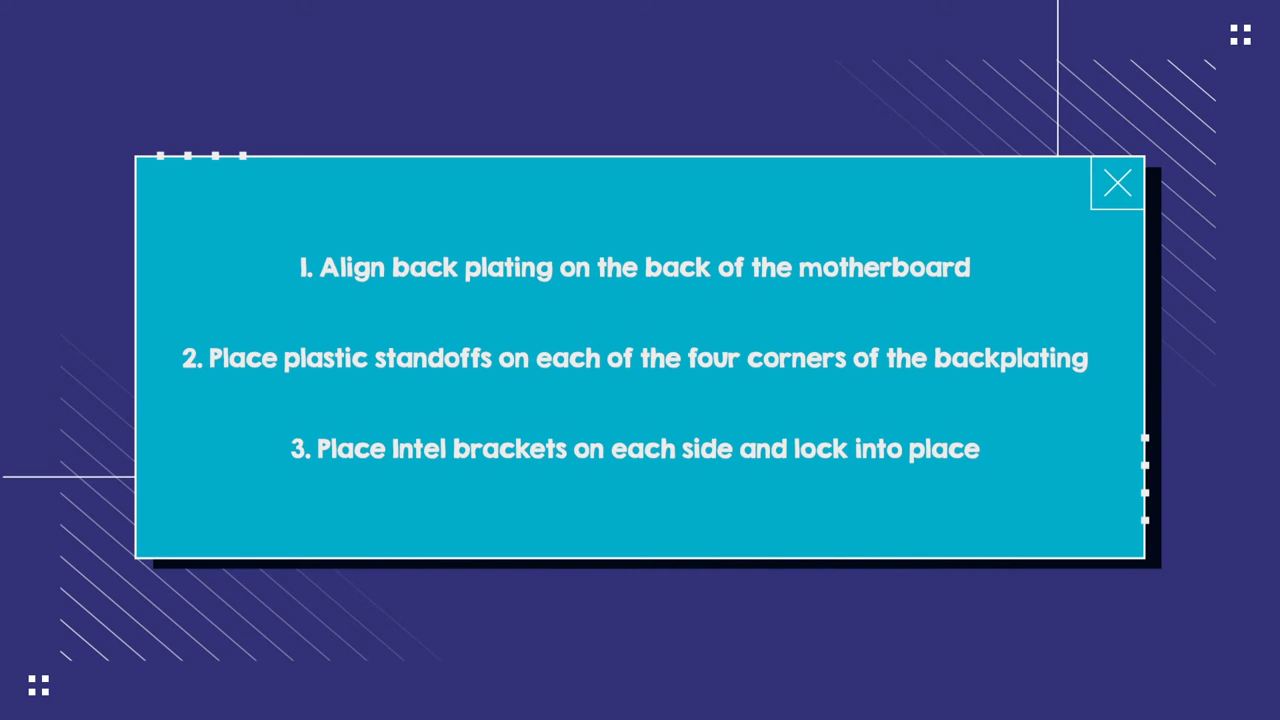 1. Align back plating on the back of the motherboard
2. Place plastic standoffs on each of the four corners of the backplating
3. Place Intel brackets on each side and lock into place